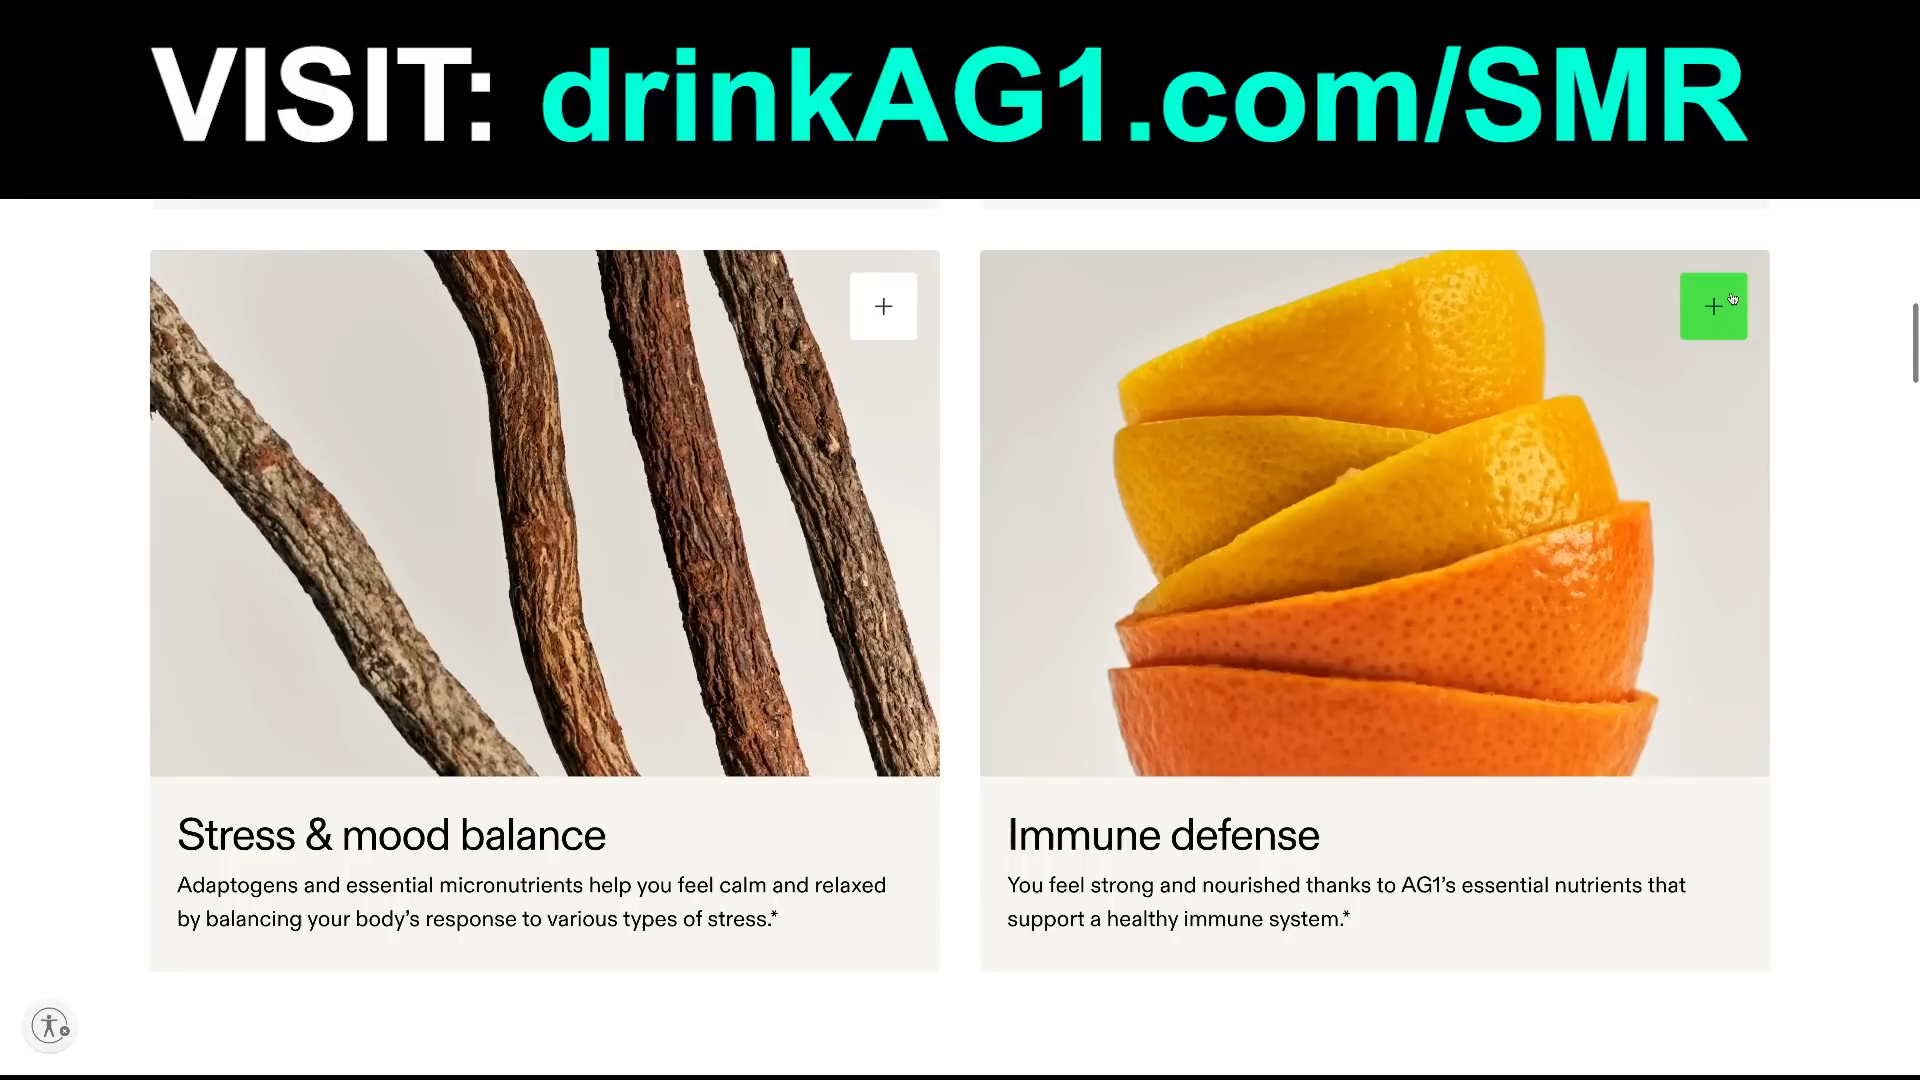 VISIT: drinkAG1.com/SMR
Stress & mood balance
Adaptogens and essential micronutrients help you feel calm and relaxed
by balancing your body’s response to various types of stress.*
Immune defense
You feel strong and nourished thanks to AG1’s essential nutrients that
support a healthy immune system.*